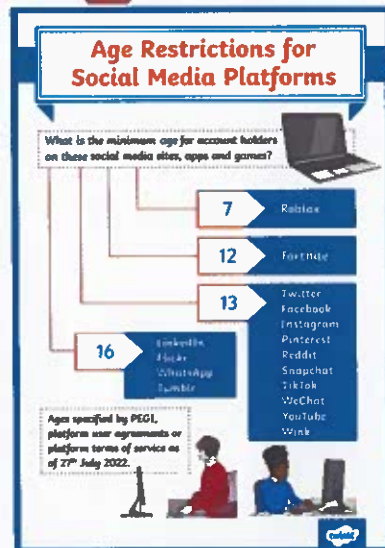 Age Restrictions for
Social Media Platforms
What is the minimum age for account holders
on these social media sites, apps and games?
7
Roblox
12
Fortnite
13
Twitter
Facebook
Instagram
Pinterest
Reddit
Snapchat
TikTok
WeChat
YouTube
Wink
16
LinkedIn
Flickr
WhatsApp
Tumblr
Ages specified by PEGI,
platform user agreements or
platform terms of service as
of 27th July 2022.
twinkl